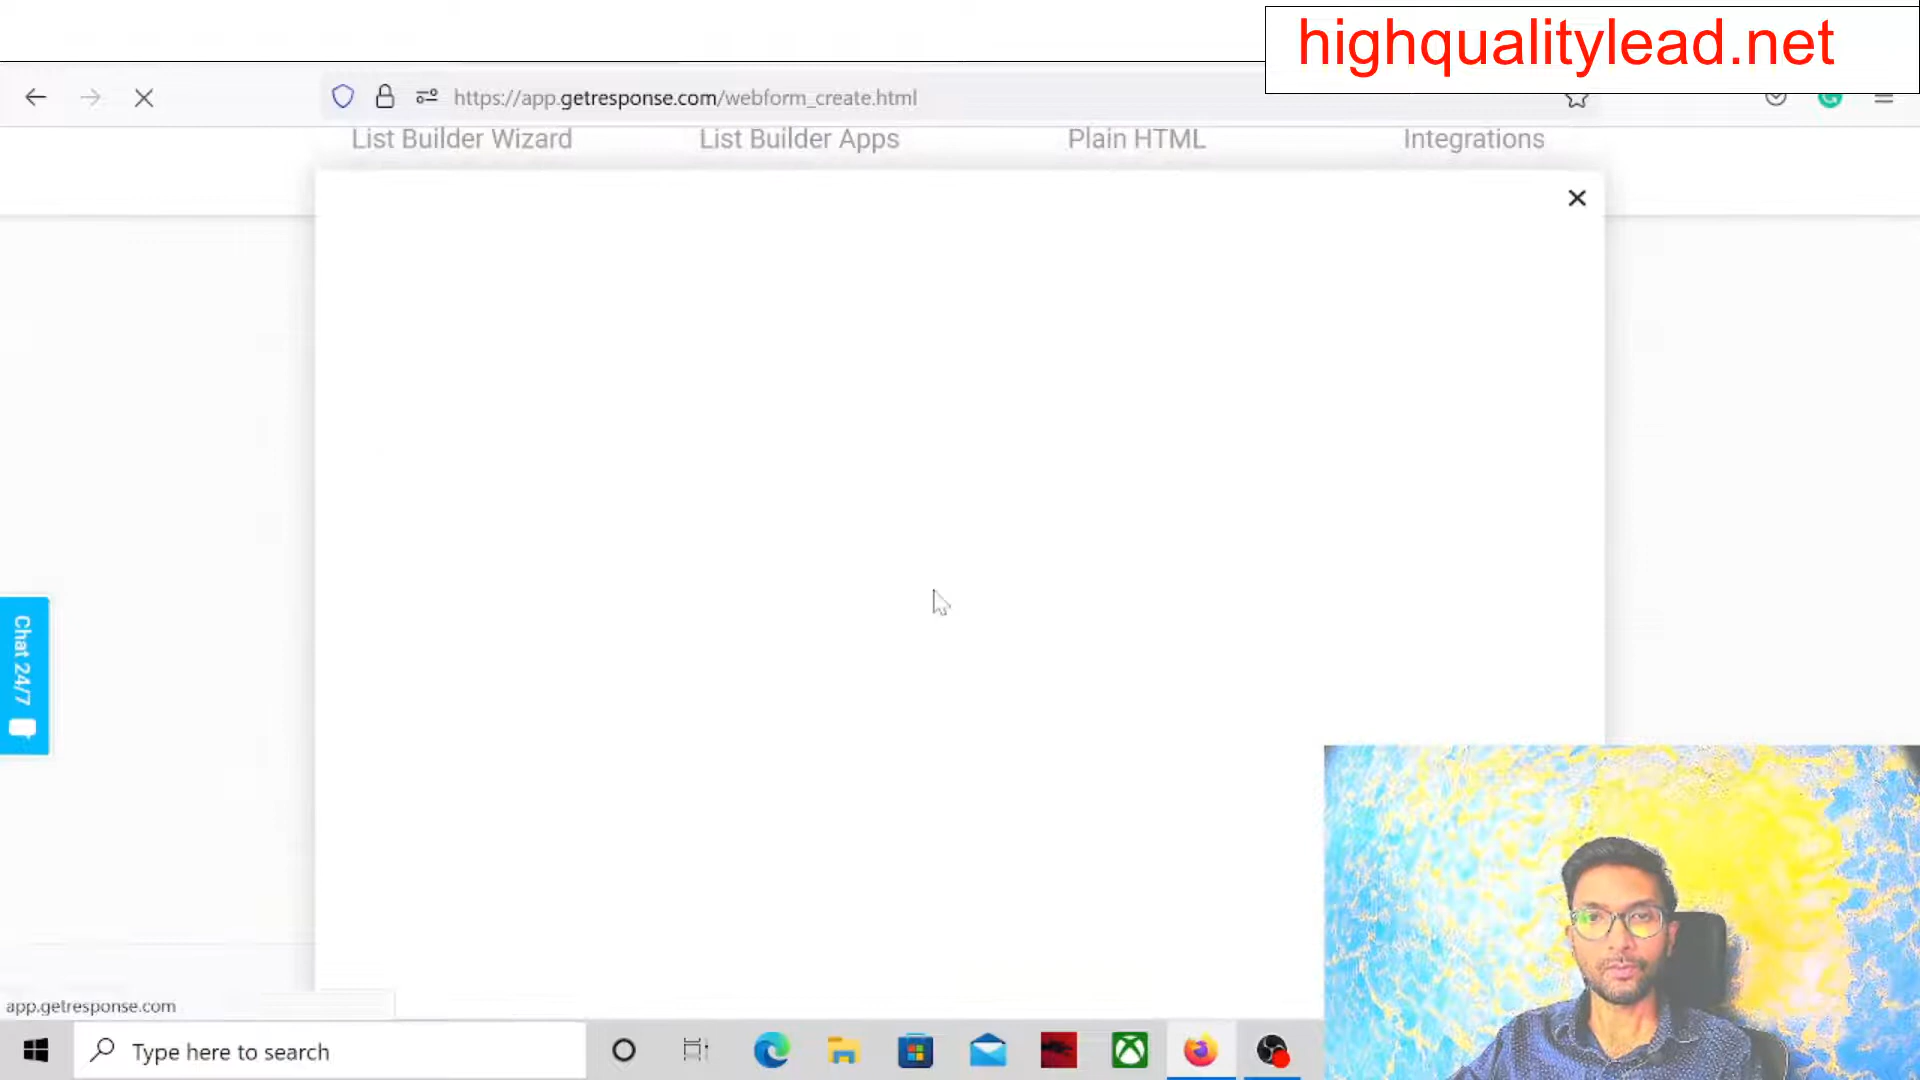 highqualitylead.net
https://app.getresponse.com/webform_create.html
List Builder Wizard
List Builder Apps
Plain HTML
Integrations
Chat 24/7
app.getresponse.com
Type here to search